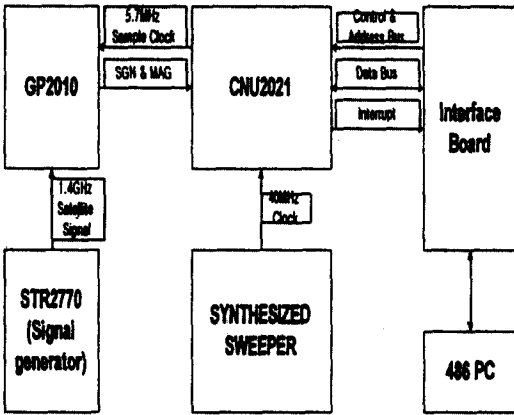 5.7MHz
Sample Clock
Control &
Address Bus
GP2010
SGN & MAG
CNU2021
Data Bus
Interrupt
Interface
Board
1.4GHz
Satellite
Signal
40MHz
Clock
STR2770
(Signal
generator)
SYNTHESIZED
SWEEPER
486 PC